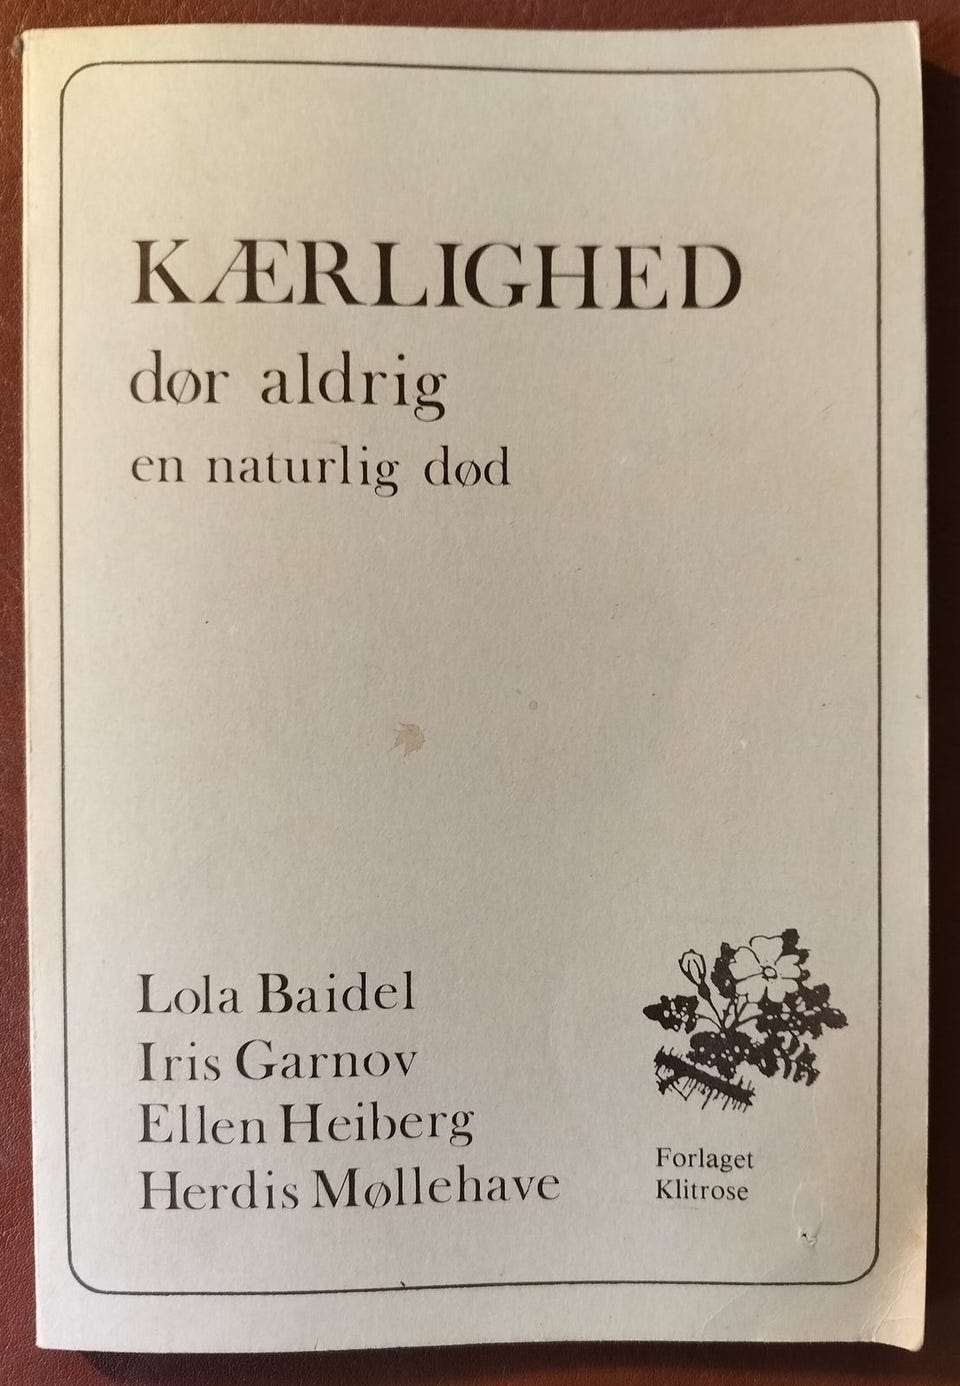 KÆRLIGHED
dør aldrig
en naturlig død
Lola Baidel
Iris Garnov
Ellen Heiberg
Herdis Møllehave
Forlaget
Klitrose